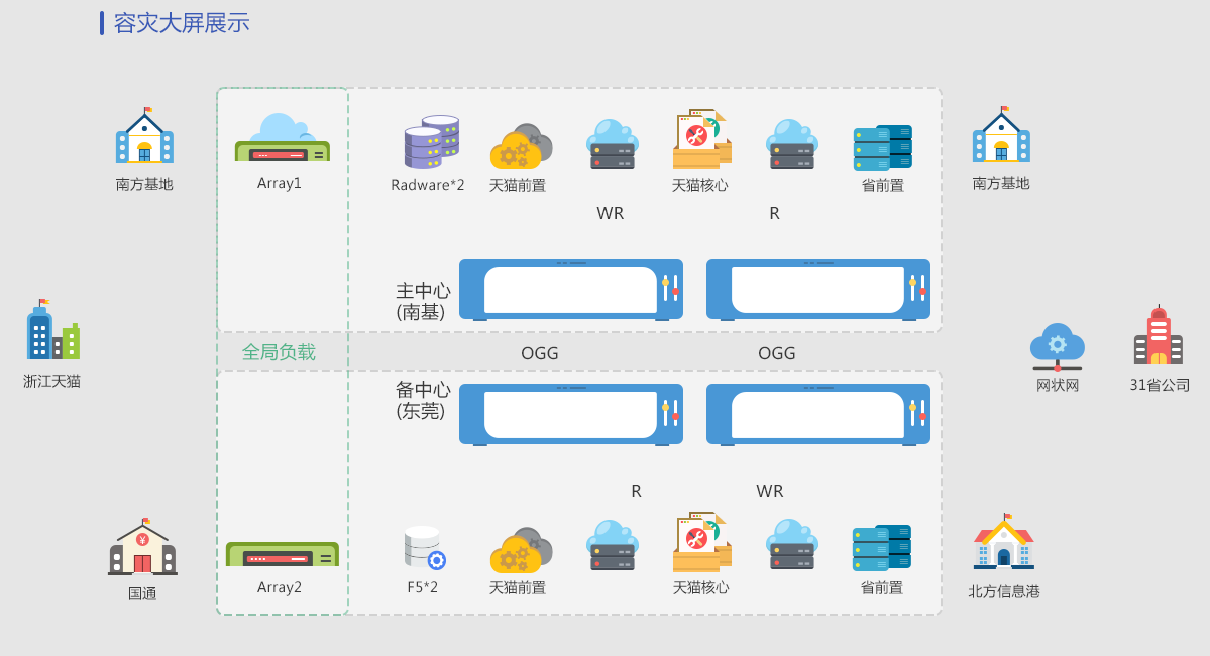 容灾大屏展示
南方基地
Array1
Radware*2
天猫前置
天猫核心
省前置
南方基地
WR
R
主中心
(南基)
浙江天猫
全局负载
OGG
OGG
网状网
31省公司
备中心
(东莞)
R
WR
国通
Array2
F5*2
天猫前置
天猫核心
省前置
北方信息港